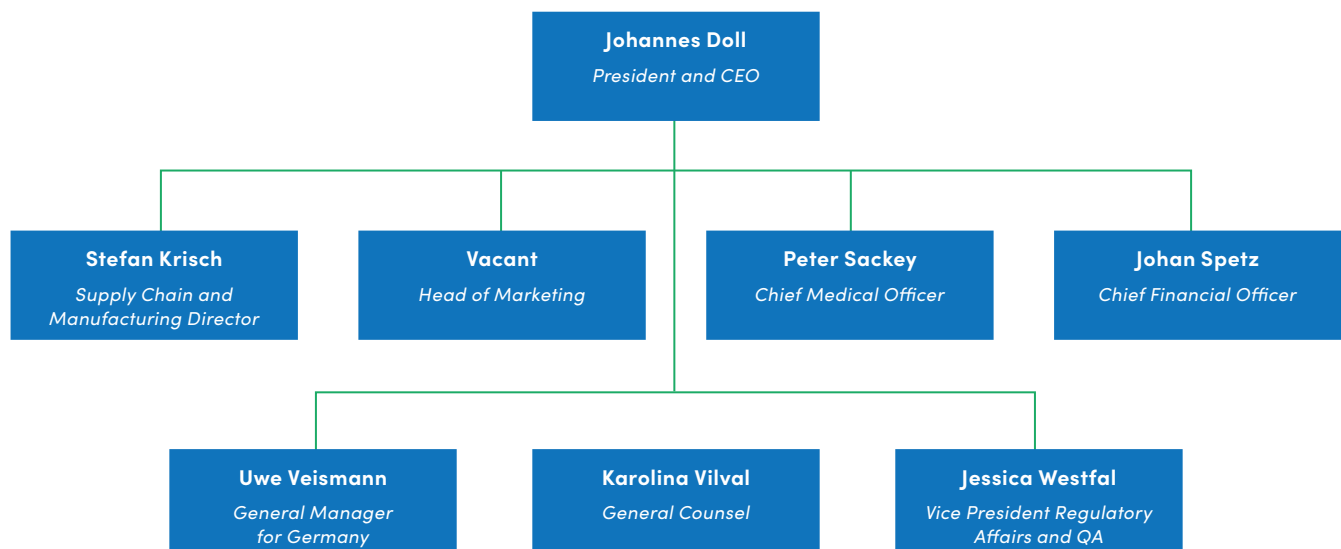 Johannes Doll
President and CEO
Stefan Krisch
Supply Chain and
Manufacturing Director
Vacant
Head of Marketing
Peter Sackey
Chief Medical Officer
Johan Spetz
Chief Financial Officer
Uwe Veismann
General Manager
for Germany
Karolina Vilval
General Counsel
Jessica Westfal
Vice President Regulatory
Affairs and QA